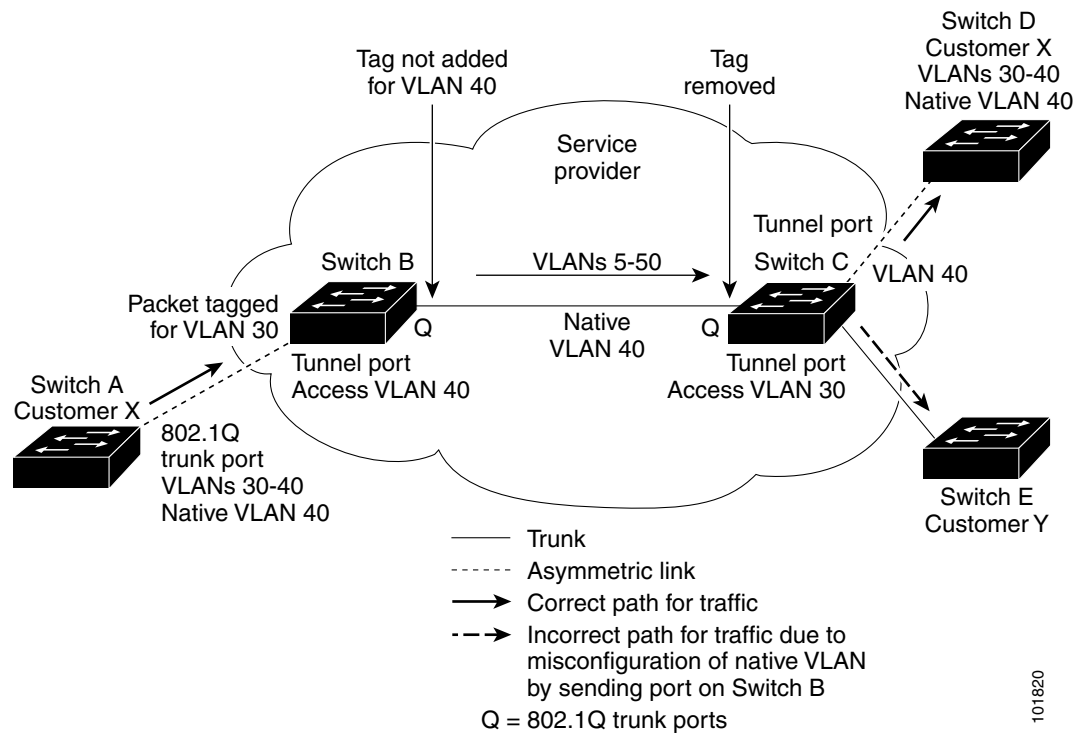 Tag not added
for VLAN 40
Tag
removed
Switch D
Customer X
VLANs 30-40
Native VLAN 40
Service
provider
Tunnel port
Switch B
VLANs 5-50
Switch C
VLAN 40
Packet tagged
for VLAN 30
Q
Native
VLAN 40
Q
Tunnel port
Access VLAN 40
Tunnel port
Access VLAN 30
Switch A
Customer X
802.1Q
trunk port
VLANs 30-40
Native VLAN 40
Switch E
Customer Y
Trunk
Asymmetric link
Correct path for traffic
Incorrect path for traffic due to
misconfiguration of native VLAN
by sending port on Switch B
Q = 802.1Q trunk ports
101820